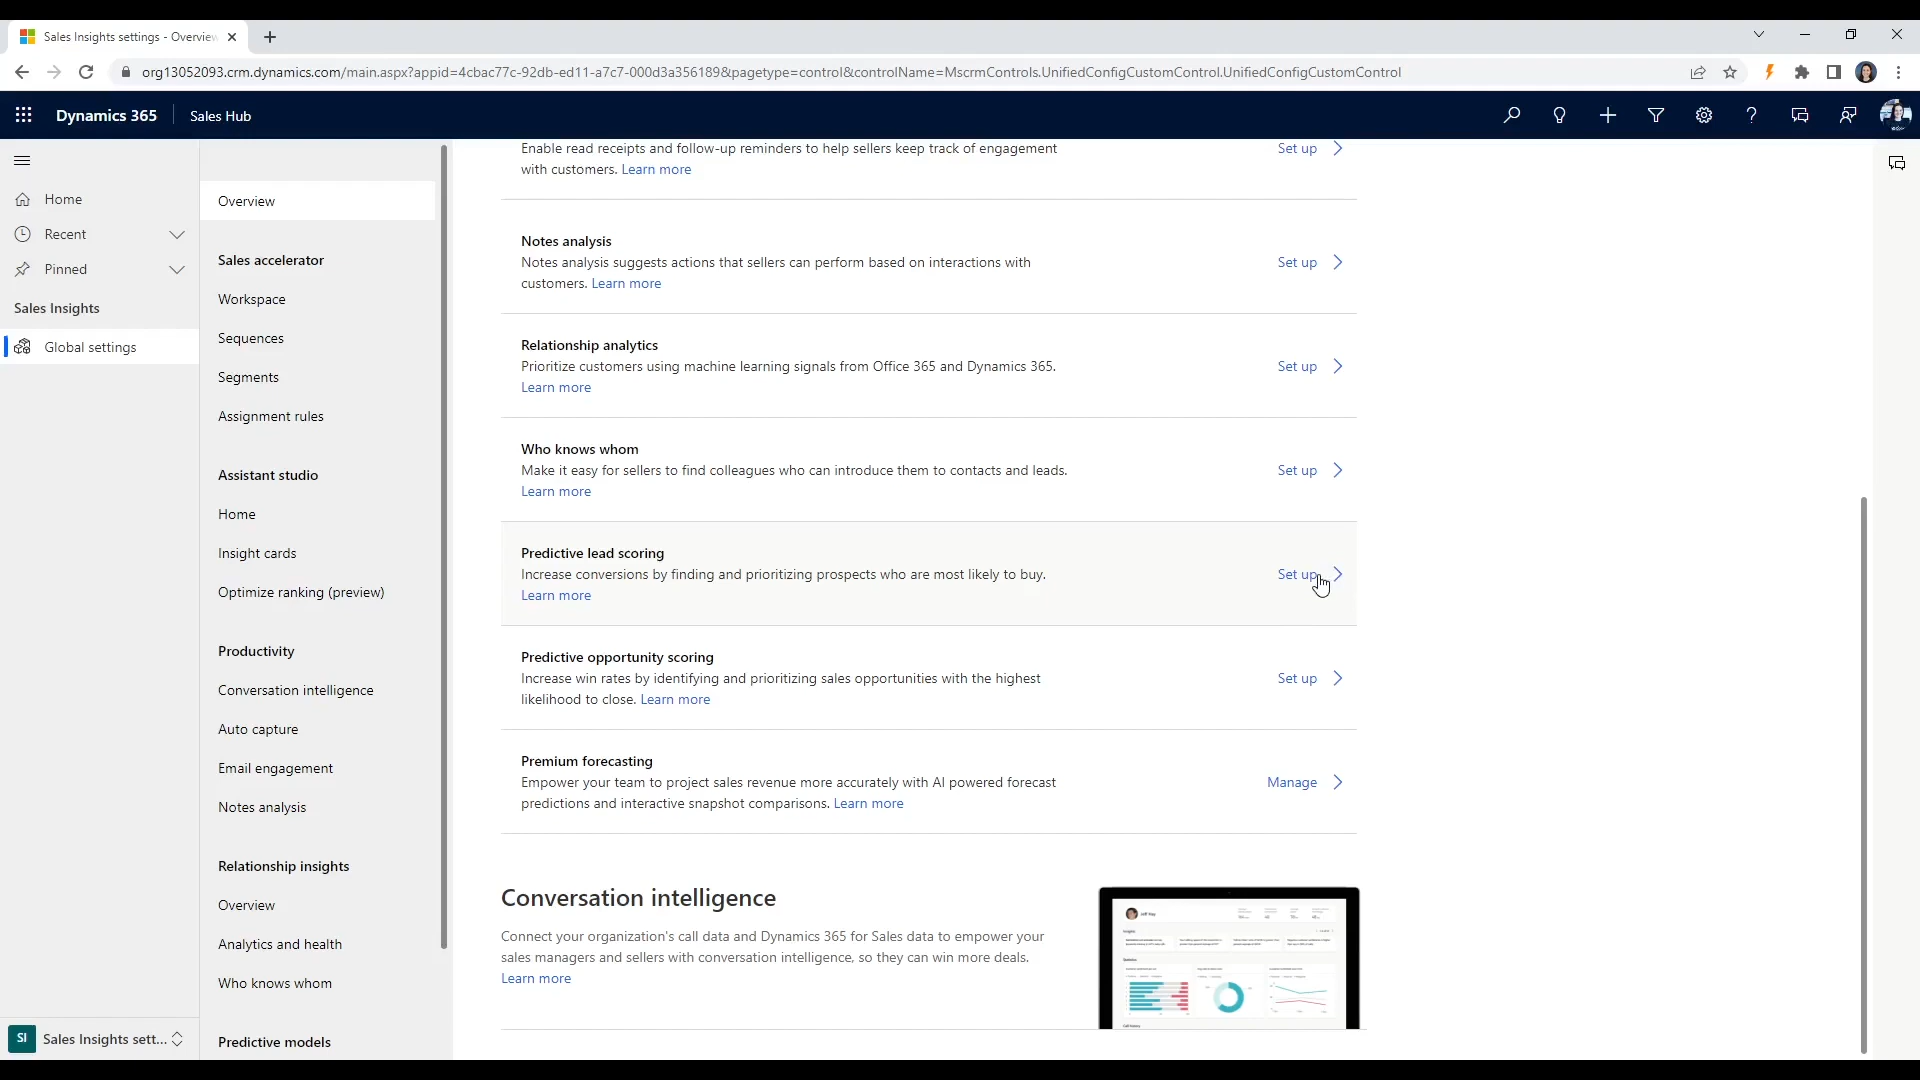 Sales Insights settings - Overview
org13052093.crm.dynamics.com/main.aspx?appid=4cbac77c-92db-ed11-a7c7-000d3a356189&pagetype=control&controlName=MscrmControls.UnifiedConfigCustomControl.UnifiedConfigCustomControl
Dynamics 365
Sales Hub
Home
Recent
Pinned
Sales Insights
Global settings
SI
Sales Insights sett...
Overview
Sales accelerator
Workspace
Sequences
Segments
Assignment rules
Assistant studio
Home
Insight cards
Optimize ranking (preview)
Productivity
Conversation intelligence
Auto capture
Email engagement
Notes analysis
Relationship insights
Overview
Analytics and health
Who knows whom
Predictive models
Enable read receipts and follow-up reminders to help sellers keep track of engagement
with customers. Learn more
Set up
Notes analysis
Notes analysis suggests actions that sellers can perform based on interactions with
customers. Learn more
Set up
Relationship analytics
Prioritize customers using machine learning signals from Office 365 and Dynamics 365.
Learn more
Set up
Who knows whom
Make it easy for sellers to find colleagues who can introduce them to contacts and leads.
Learn more
Set up
Predictive lead scoring
Increase conversions by finding and prioritizing prospects who are most likely to buy.
Learn more
Set up
Predictive opportunity scoring
Increase win rates by identifying and prioritizing sales opportunities with the highest
likelihood to close. Learn more
Set up
Premium forecasting
Empower your team to project sales revenue more accurately with AI powered forecast
predictions and interactive snapshot comparisons. Learn more
Manage
Conversation intelligence
Connect your organization's call data and Dynamics 365 for Sales data to empower your
sales managers and sellers with conversation intelligence, so they can win more deals.
Learn more